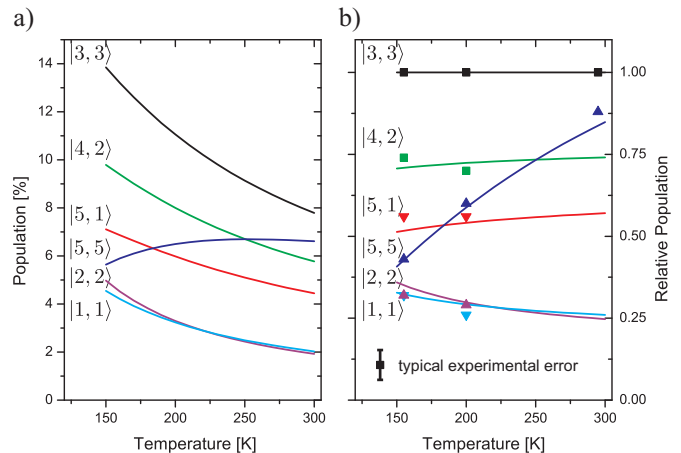 a)
b)
14
12
10
8
6
4
2
0
Population [%]
|3, 3⟩
|4, 2⟩
|5, 1⟩
|5, 5⟩
|2, 2⟩
|1, 1⟩
150 200 250 300
Temperature [K]
|3, 3⟩
|4, 2⟩
|5, 1⟩
|5, 5⟩
|2, 2⟩
|1, 1⟩
typical experimental error
1.00
0.75
0.50
0.25
0.00
Relative Population
150 200 250 300
Temperature [K]